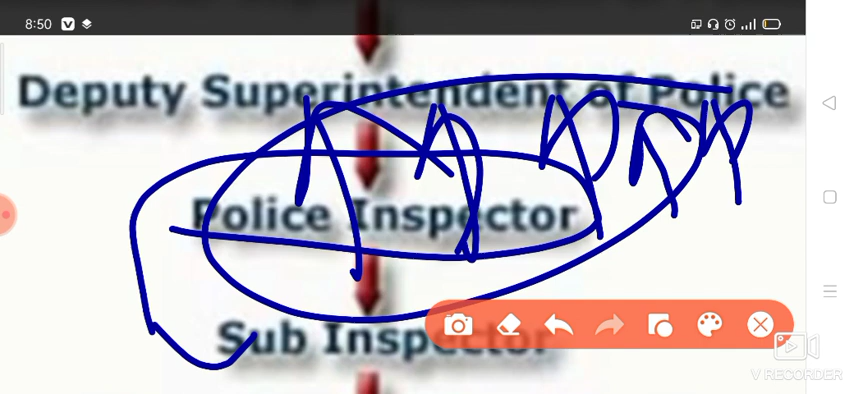 8:50
Deputy Superintendent of Police
Police Inspector
Sub Inspector
V RECORDER